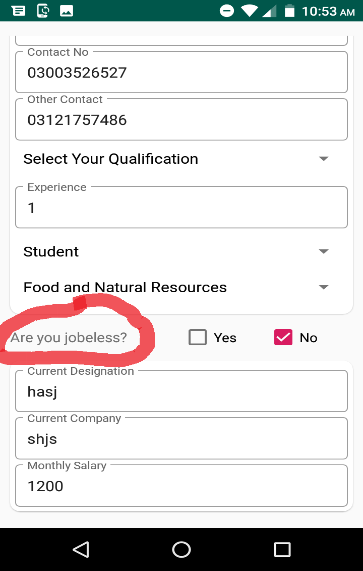 10:53 AM
Contact No
03003526527
Other Contact
03121757486
Select Your Qualification
Experience
1
Student
Food and Natural Resources
Are you jobeless? Yes No
Current Designation
hasj
Current Company
shjs
Monthly Salary
1200